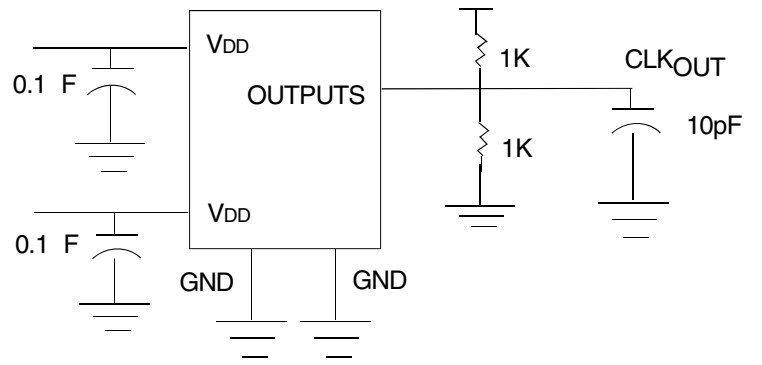 VDD
1K
CLKOUT
0.1 F
OUTPUTS
10pF
1K
VDD
0.1 F
GND
GND